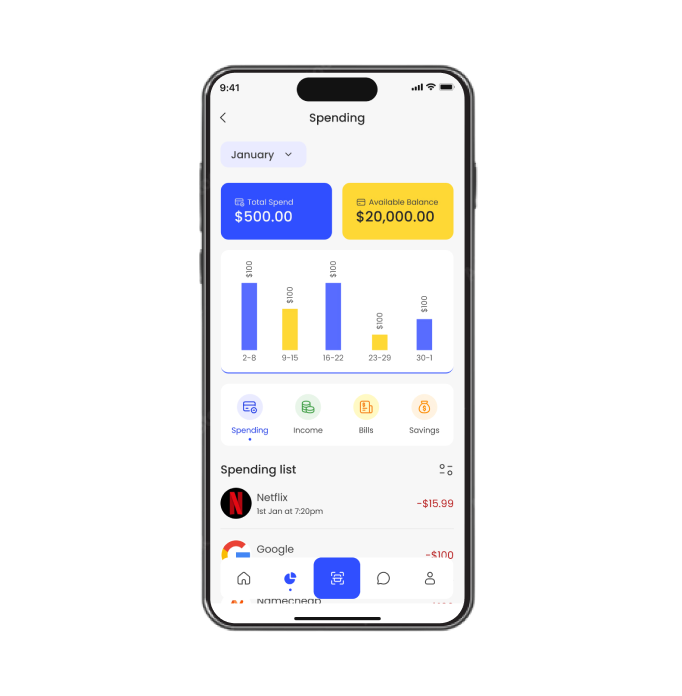 9:41
Spending
January
Total Spend
$500.00
Available Balance
$20,000.00
$100
$100
$100
$100
$100
2-8
9-15
16-22
23-29
30-1
Spending
Income
Bills
Savings
Spending list
N
Netflix
1st Jan at 7:20pm
-$15.99
Google
-$100
Namecheap